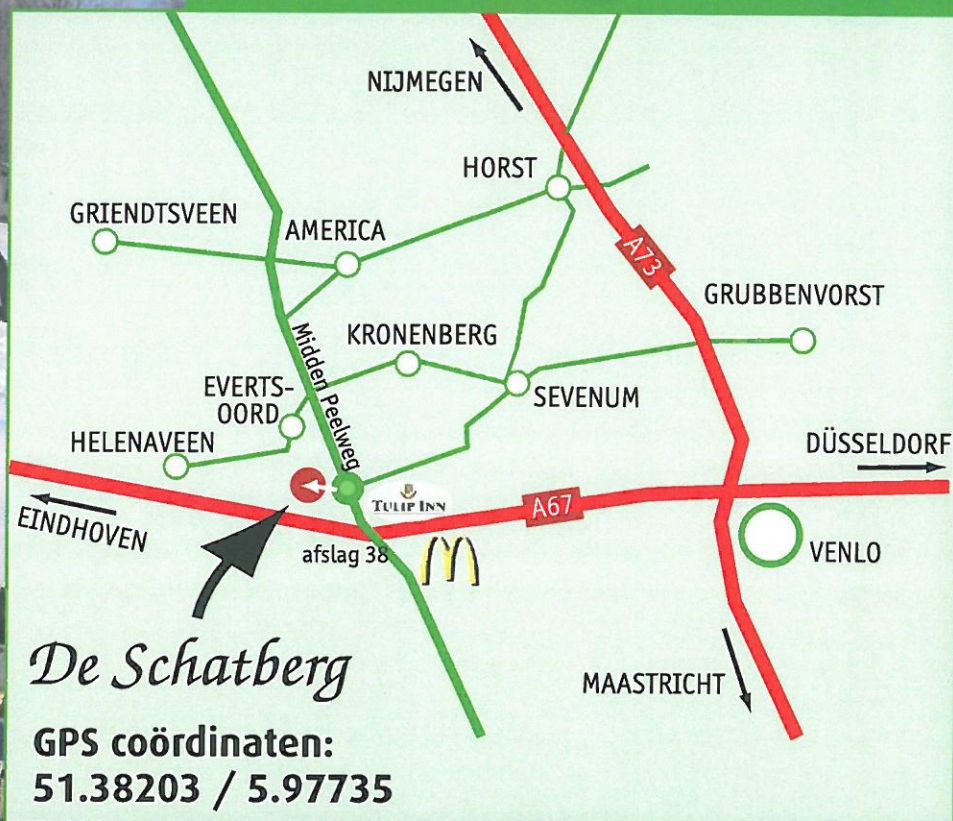 NIJMEGEN
HORST
GRIENDTSVEEN
AMERICA
A73
GRUBBENVORST
Midden Peelweg
KRONENBERG
EVERTS-
OORD
SEVENUM
HELENAVEEN
DÜSSELDORF
TULIP INN
A67
EINDHOVEN
afslag 38
VENLO
De Schatberg
MAASTRICHT
GPS coördinaten:
51.38203 / 5.97735